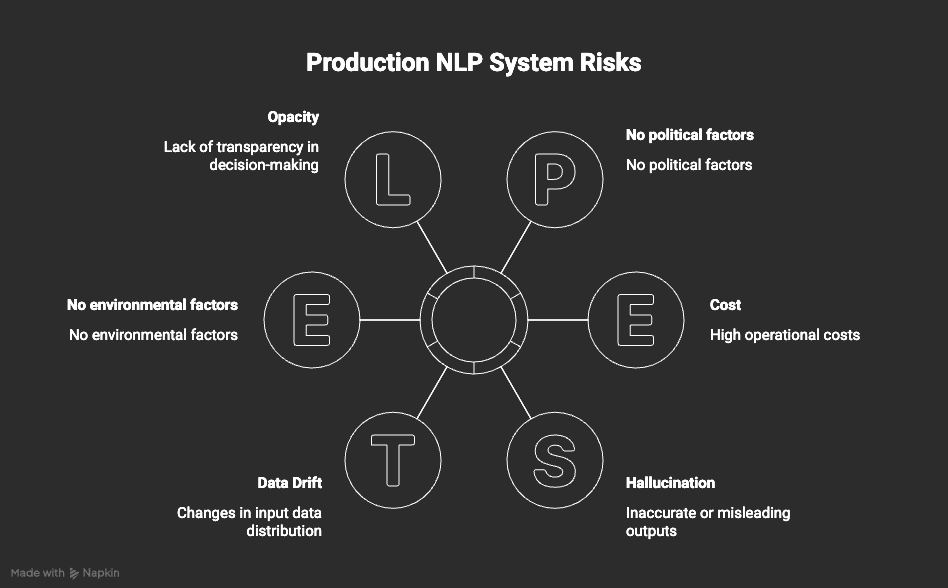 Production NLP System Risks
Opacity
Lack of transparency in
decision-making
L
P
No political factors
No political factors
No environmental factors
No environmental factors
E
E
Cost
High operational costs
Data Drift
Changes in input data
distribution
T
S
Hallucination
Inaccurate or misleading
outputs
Made with Napkin